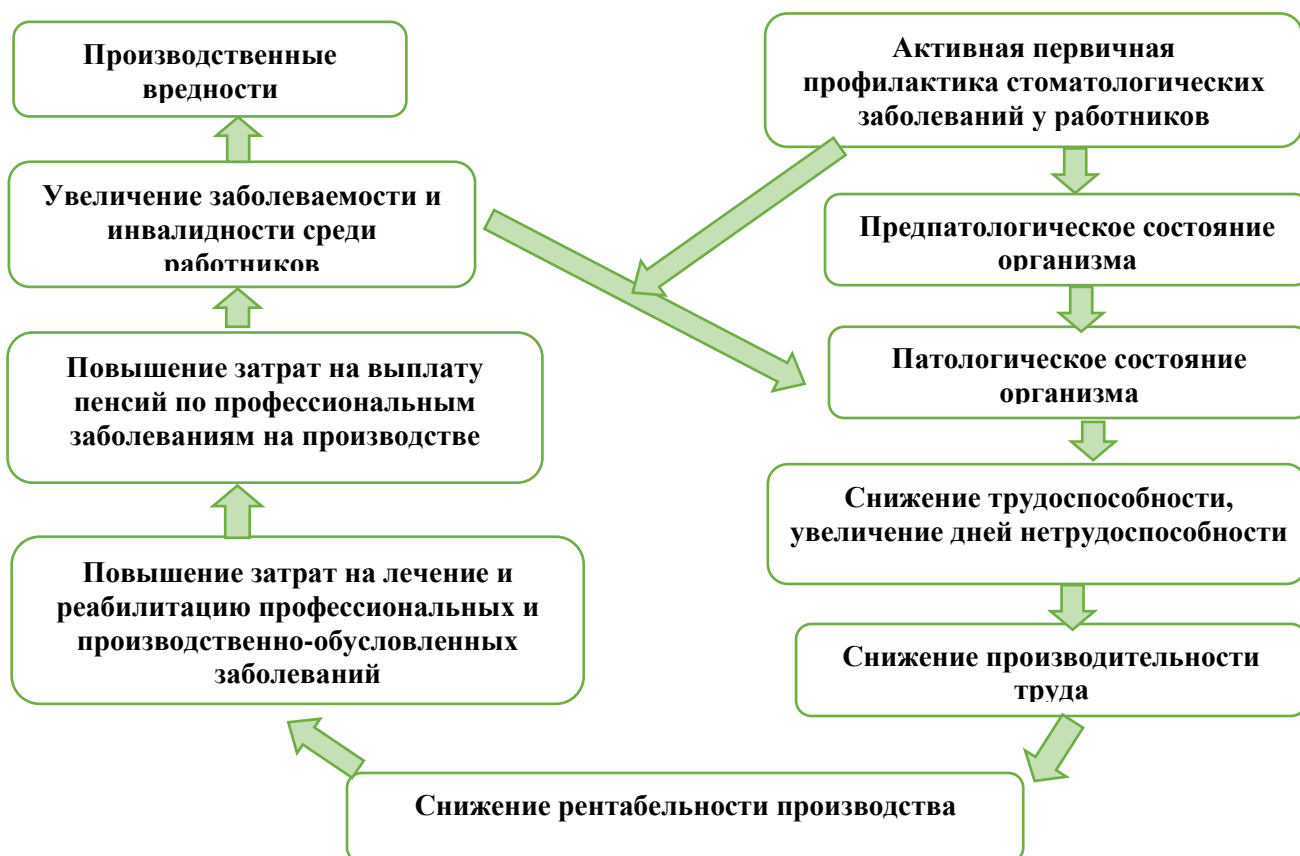 Производственные
вредности
Активная первичная
профилактика стоматологических
заболеваний у работников
Увеличение заболеваемости и
инвалидности среди
работников
Предпатологическое состояние
организма
Повышение затрат на выплату
пенсий по профессиональным
заболеваниям на производстве
Патологическое состояние
организма
Снижение трудоспособности,
увеличение дней нетрудоспособности
Повышение затрат на лечение и
реабилитацию профессиональных и
производственно-обусловленных
заболеваний
Снижение производительности
труда
Снижение рентабельности производства